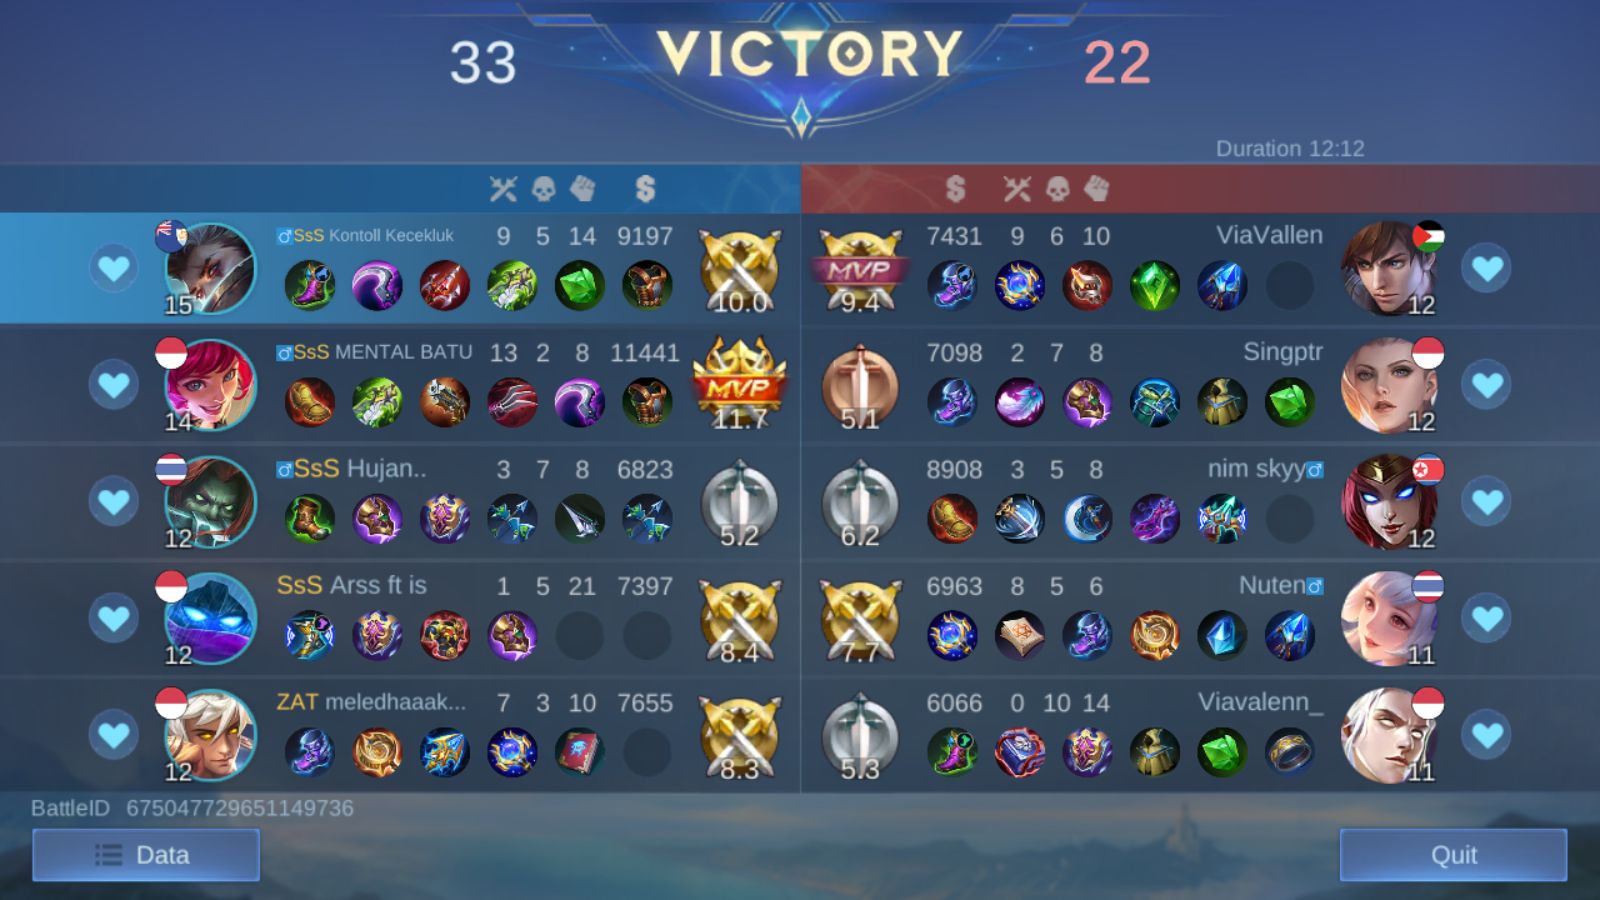 33 VICTORY 22
Duration 12:12
SsS Kontoll Kecekluk 9 5 14 9197
15 10.0
7431 9 6 10 ViaVallen
MVP 9.4 12
SsS MENTAL BATU 13 2 8 11441
14 MVP 11.7
7098 2 7 8 Singptr
5.1 12
SsS Hujan.. 3 7 8 6823
12 5.2
8908 3 5 8 nim skyy
6.2 12
SsS Arss ft is 1 5 21 7397
12 8.4
6963 8 5 6 Nuten
7.7 11
ZAT meledhaaak... 7 3 10 7655
12 8.3
6066 0 10 14 Viavalenn_
5.3 11
BattleID 675047729651149736
Data
Quit